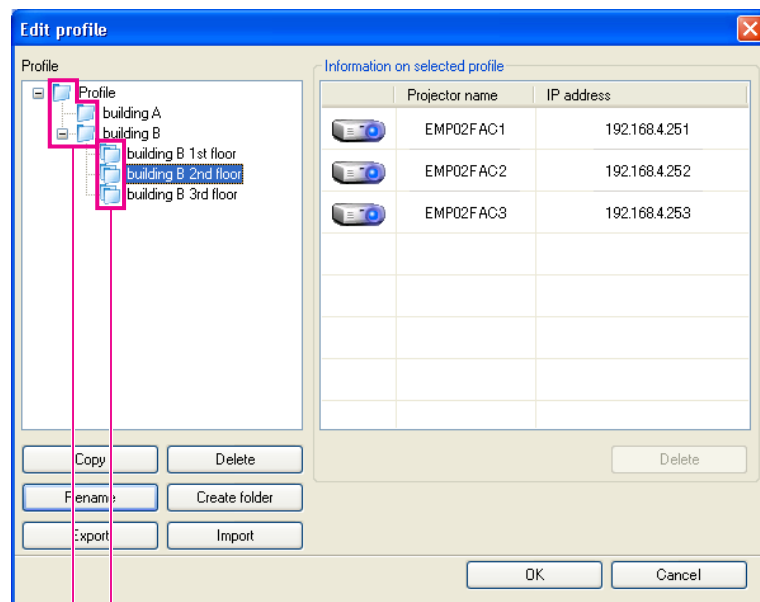 Edit profile
Profile
Profile
building A
building B
building B 1st floor
building B 2nd floor
building B 3rd floor
Copy Delete
Rename Create folder
Export Import
Information on selected profile
Projector name IP address
EMP02FAC1 192.168.4.251
EMP02FAC2 192.168.4.252
EMP02FAC3 192.168.4.253
Delete
OK Cancel